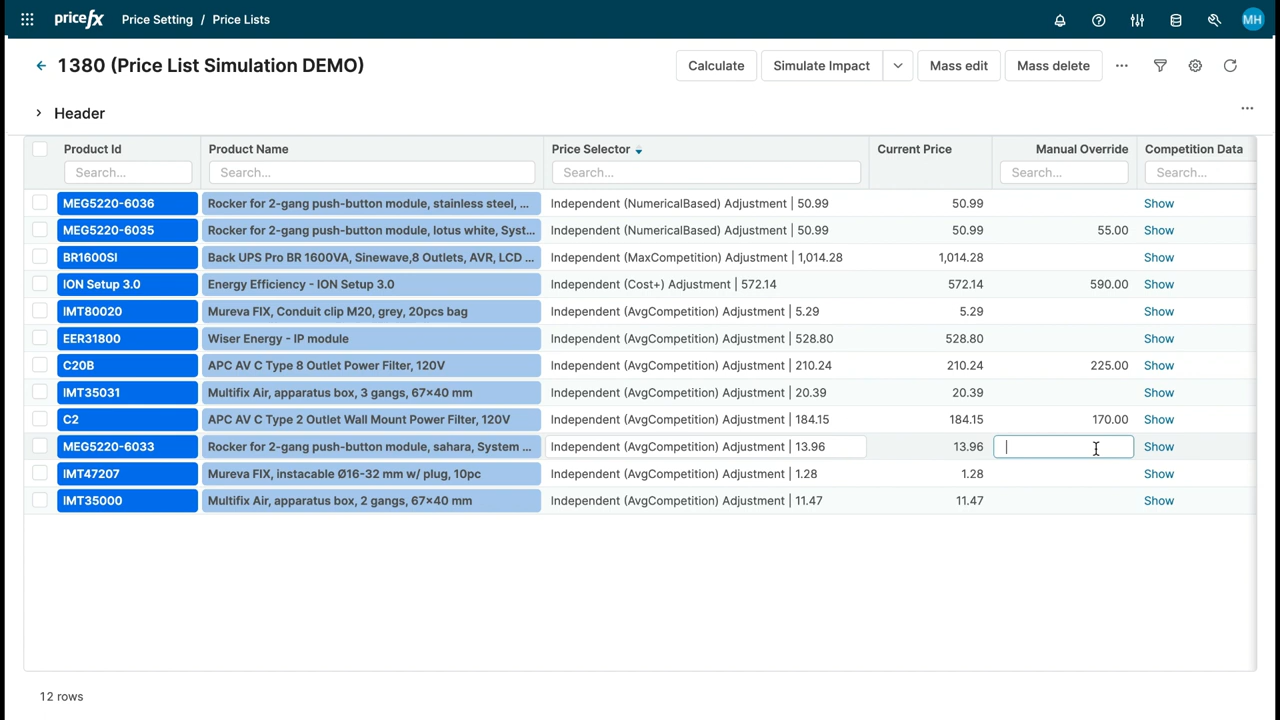 pricefx Price Setting / Price Lists MH
1380 (Price List Simulation DEMO) Calculate Simulate Impact Mass edit Mass delete
Header
Product Id Product Name Price Selector Current Price Manual Override Competition Data
Search... Search... Search... Search... Search...
MEG5220-6036 Rocker for 2-gang push-button module, stainless steel, ... Independent (NumericalBased) Adjustment | 50.99 50.99 Show
MEG5220-6035 Rocker for 2-gang push-button module, lotus white, Syst... Independent (NumericalBased) Adjustment | 50.99 50.99 55.00 Show
BR1600SI Back UPS Pro BR 1600VA, Sinewave,8 Outlets, AVR, LCD ... Independent (MaxCompetition) Adjustment | 1,014.28 1,014.28 Show
ION Setup 3.0 Energy Efficiency - ION Setup 3.0 Independent (Cost+) Adjustment | 572.14 572.14 590.00 Show
IMT80020 Mureva FIX, Conduit clip M20, grey, 20pcs bag Independent (AvgCompetition) Adjustment | 5.29 5.29 Show
EER31800 Wiser Energy - IP module Independent (AvgCompetition) Adjustment | 528.80 528.80 Show
C20B APC AV C Type 8 Outlet Power Filter, 120V Independent (AvgCompetition) Adjustment | 210.24 210.24 225.00 Show
IMT35031 Multifix Air, apparatus box, 3 gangs, 67x40 mm Independent (AvgCompetition) Adjustment | 20.39 20.39 Show
C2 APC AV C Type 2 Outlet Wall Mount Power Filter, 120V Independent (AvgCompetition) Adjustment | 184.15 184.15 170.00 Show
MEG5220-6033 Rocker for 2-gang push-button module, sahara, System ... Independent (AvgCompetition) Adjustment | 13.96 13.96 Show
IMT47207 Mureva FIX, instacable Ø16-32 mm w/ plug, 10pc Independent (AvgCompetition) Adjustment | 1.28 1.28 Show
IMT35000 Multifix Air, apparatus box, 2 gangs, 67x40 mm Independent (AvgCompetition) Adjustment | 11.47 11.47 Show
12 rows